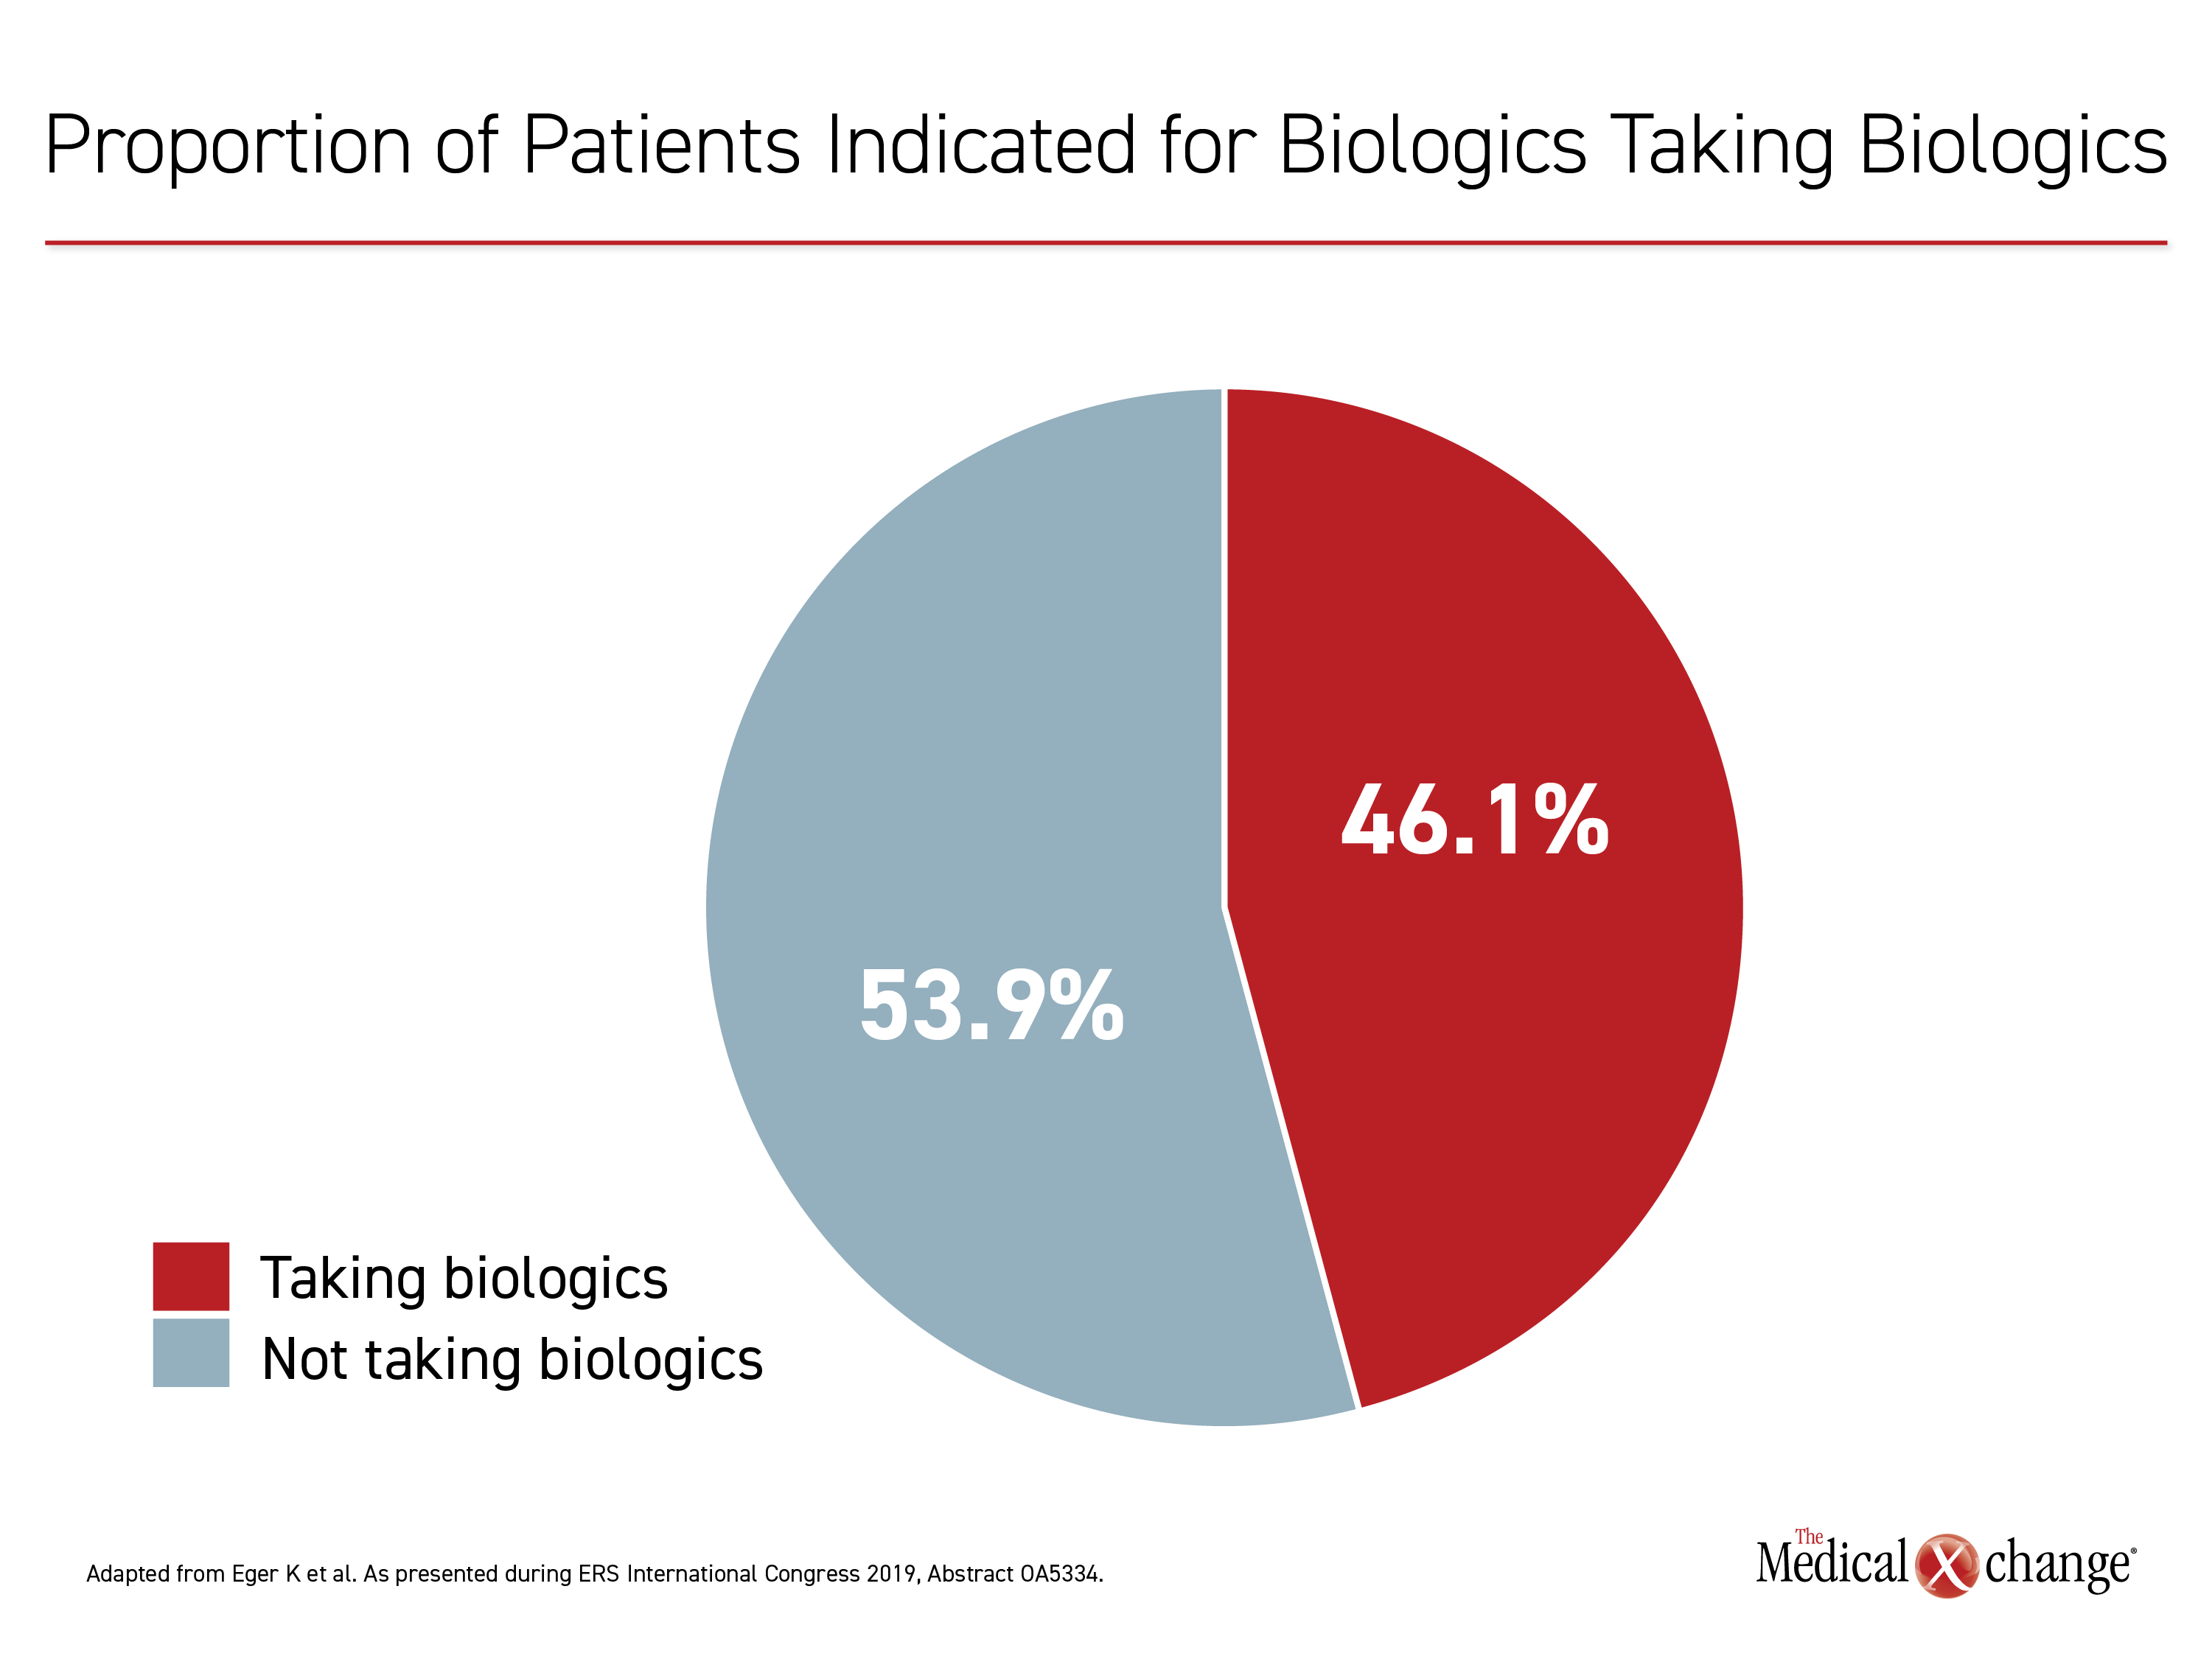 Proportion of Patients Indicated for Biologics Taking Biologics
46.1%
53.9%
Taking biologics
Not taking biologics
Adapted from Eger K et al. As presented during ERS International Congress 2019, Abstract OA5334.
The
Medical X change®